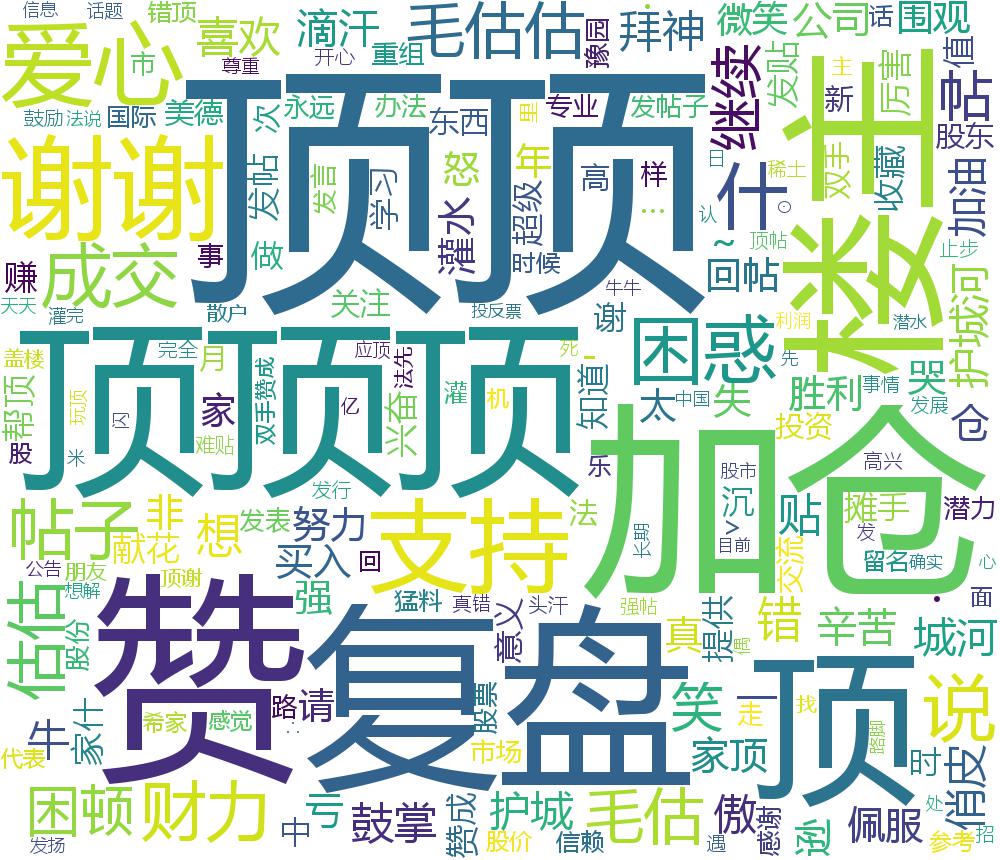 信息
话题
错顶
喜欢
滴汗
毛估估
豫园
拜神
微笑
公司
话
围观
爱心
市
尊重
开心
重组
继续
发贴
主
厉害
值
帖
股东
鼓励
法说
国际
美德
次
永远
办法
东西
专业
里
发帖子
新
楼主
双手
收藏
加油
谢谢
顶顶
发帖
发言
学习
灌水
怒
年
超级
时候
高
样
…
什
日
稀土
认
止步
赚
成交
事
做
关注
~
顶帖
回帖
护城河
天天
灌完
散户
投反票
牛牛
谢
困惑
利润
潜水
先
盖楼
完全
月
应顶
法先
死
知道
太
中国
失
胜利
事情
哭
发展
仓
帮顶
玩顶
顶顶顶
双手赞成
兴奋
灌
机
投资
股
米
闪
家
难贴
亿
乐
加仓
股市
高兴
帖子
非
想
发行
发表
努力
支持
法
长期
沉
目前
贴
交流
摊手
潜力
发
留名
确实
心
献花
公告
朋友
想解
顶谢
买入
回
强
猛料
真错
头汗
意义
强帖
真
提供
偶
错
辛苦
城河
面
估估
股份
赞
复盘
路
请
股票
笑
走
找
顶
说
牛
家什
希家
感觉
市场
家顶
路脚
时
俏皮
代表
困顿
财力
亏
中
鼓掌
赞成
护城
股价
信赖
毛估
遇
傲
感谢
逊
佩服
处
参考
招
发扬